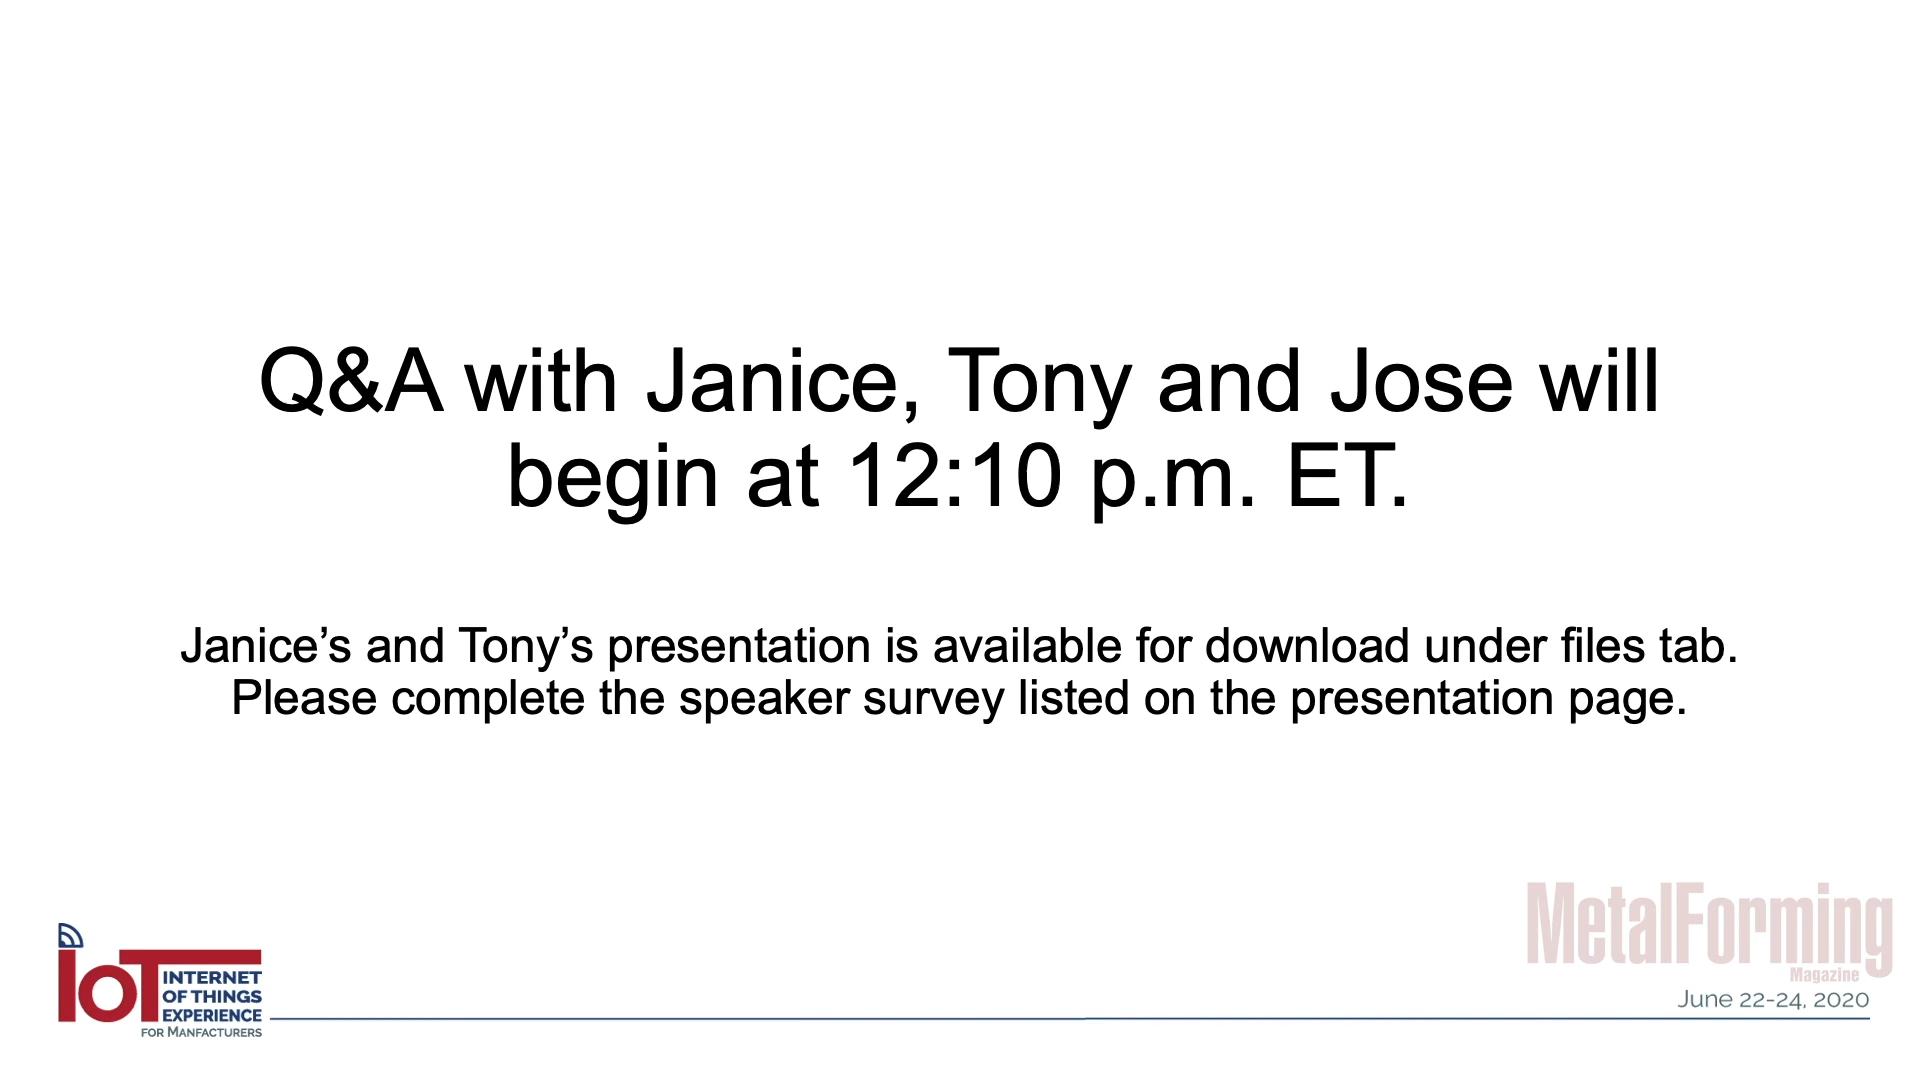 Q&A with Janice, Tony and Jose will
begin at 12:10 p.m. ET.
Janice’s and Tony’s presentation is available for download under files tab.
Please complete the speaker survey listed on the presentation page.
IoT
INTERNET
OF THINGS
EXPERIENCE
FOR MANFACTURERS
MetalForming
Magazine
June 22-24, 2020